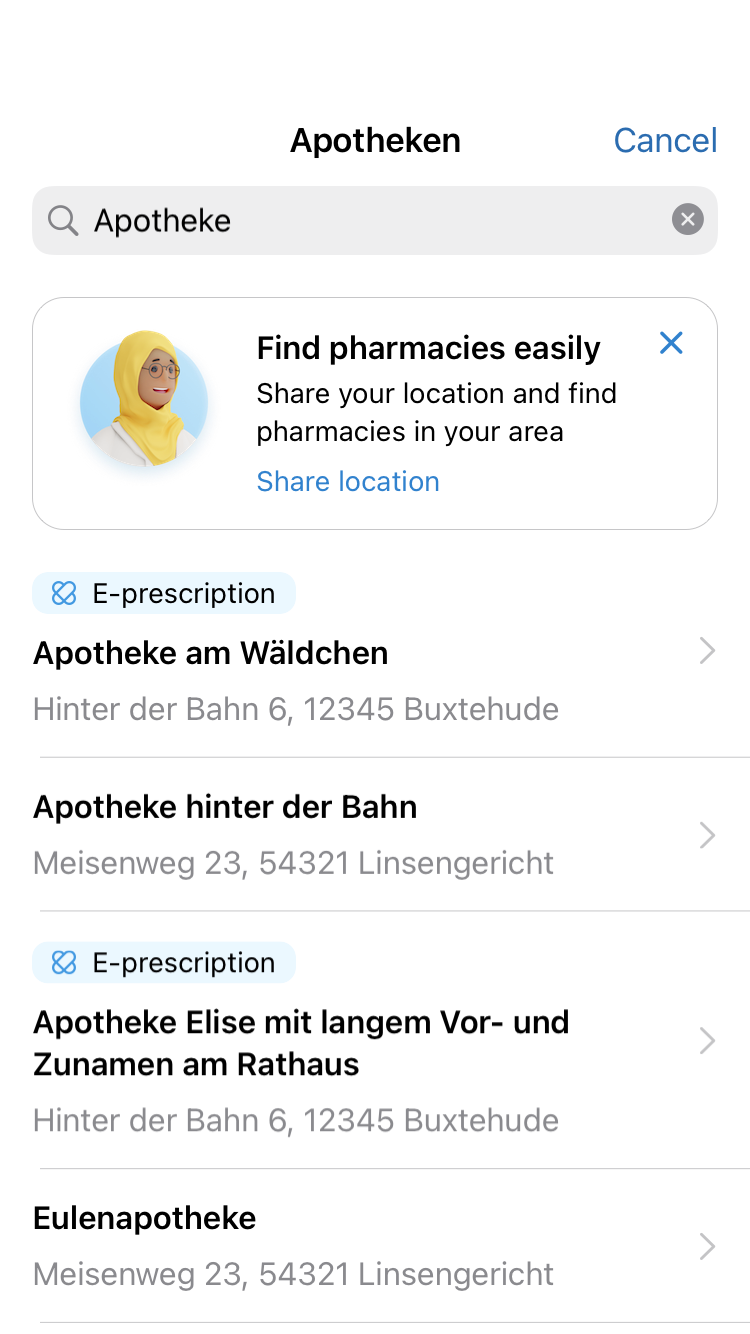 Apotheken
Cancel
Apotheke
Find pharmacies easily
Share your location and find
pharmacies in your area
Share location
E-prescription
Apotheke am Wäldchen
Hinter der Bahn 6, 12345 Buxtehude
Apotheke hinter der Bahn
Meisenweg 23, 54321 Linsengericht
E-prescription
Apotheke Elise mit langem Vor- und
Zunamen am Rathaus
Hinter der Bahn 6, 12345 Buxtehude
Eulenapotheke
Meisenweg 23, 54321 Linsengericht